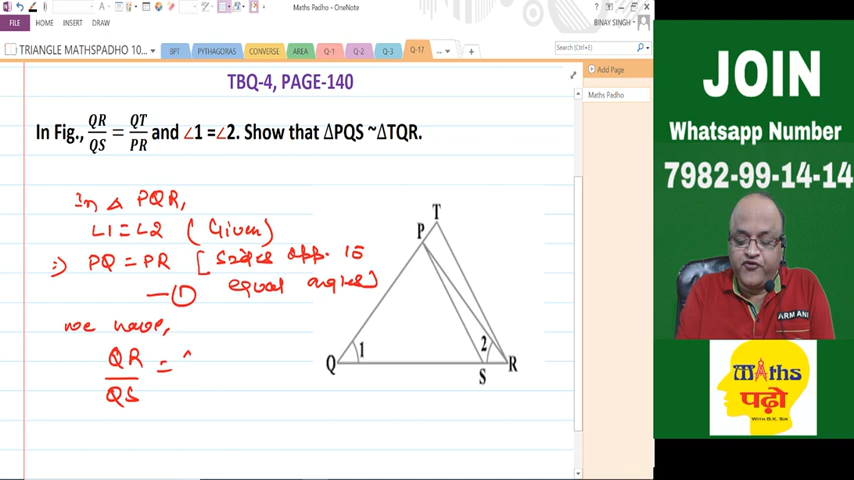 Maths Padho - OneNote
FILE HOME INSERT DRAW VIEW
BINAY SINGH
TRIANGLE MATHSPADHO 10... BPT PYTHAGORAS CONVERSE AREA Q-1 Q-2 Q-3 Q-17 ... + Search (Ctrl+E)
Add Page
Maths Padho
TBQ-4, PAGE-140
In Fig., QR/QS = QT/PR and ∠1 =∠2. Show that ΔPQS ~ΔTQR.
In Δ PQR,
∠1 = ∠2 (Given)
⇒ PQ = PR [Sides opp. to
equal angles]
—①
we have,
QR/QS =
T
P
Q 1 2 S R
JOIN
Whatsapp Number
7982-99-14-14
ARMANI
Maths
पढ़ो
WITH B.K. SIR